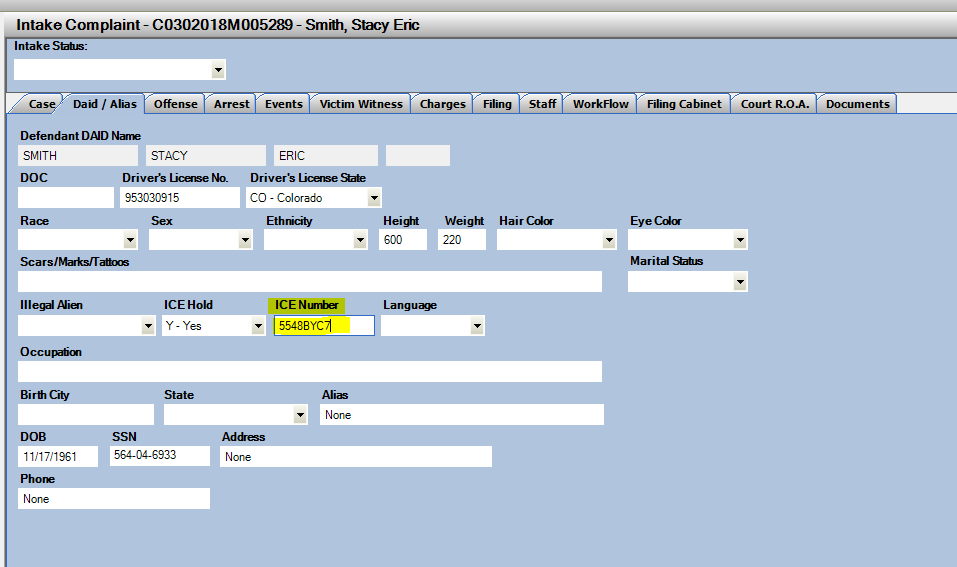 Intake Complaint - C0302018M005289 - Smith, Stacy Eric
Intake Status:
Case Daid / Alias Offense Arrest Events Victim Witness Charges Filing Staff WorkFlow Filing Cabinet Court R.O.A. Documents
Defendant DAID Name
SMITH STACY ERIC
DOC Driver's License No. Driver's License State
953030915 CO - Colorado
Race Sex Ethnicity Height Weight Hair Color Eye Color
600 220
Scars/Marks/Tattoos Marital Status
Illegal Alien ICE Hold ICE Number Language
Y - Yes 5548BYC7
Occupation
Birth City State Alias
None
DOB SSN Address
11/17/1961 564-04-6933 None
Phone
None